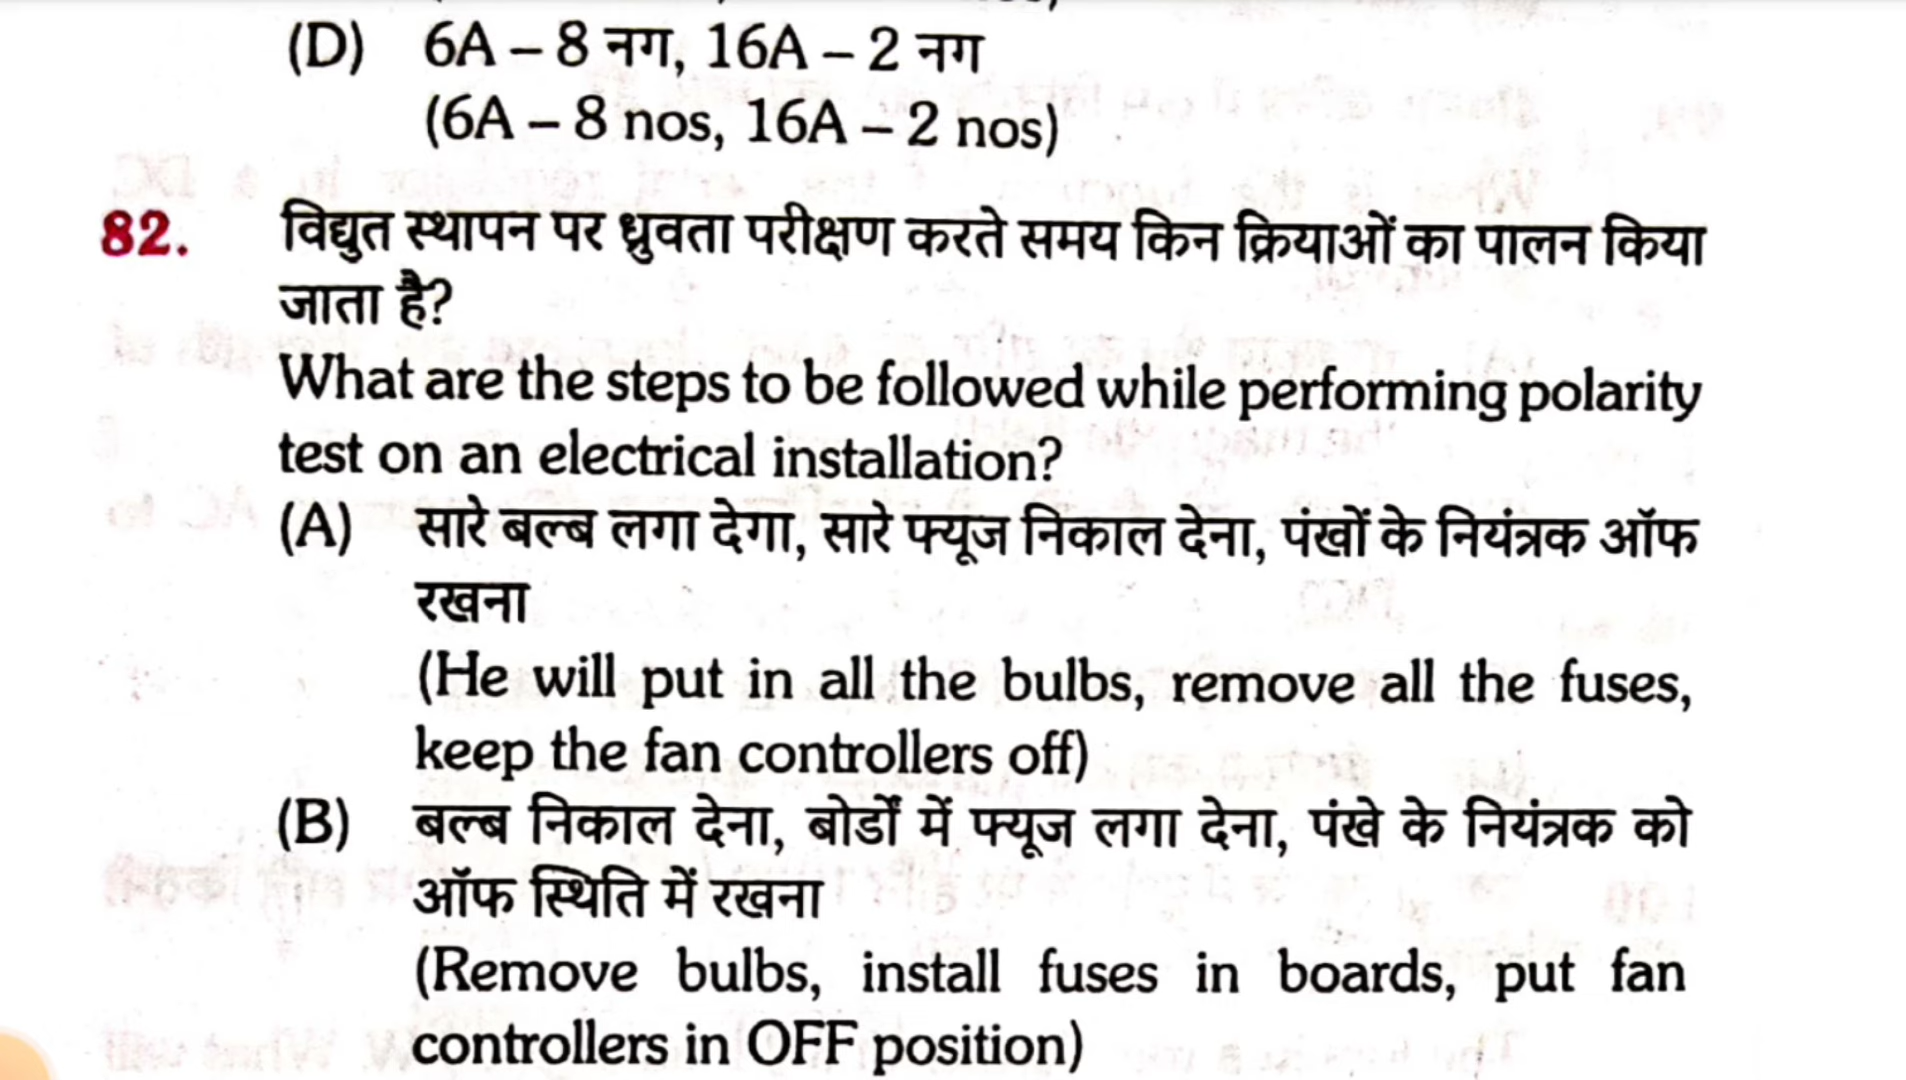 (D) 6A – 8 नग, 16A – 2 नग
(6A – 8 nos, 16A – 2 nos)
82. विद्युत स्थापन पर ध्रुवता परीक्षण करते समय किन क्रियाओं का पालन किया
जाता है?
What are the steps to be followed while performing polarity
test on an electrical installation?
(A) सारे बल्ब लगा देगा, सारे फ्यूज निकाल देना, पंखों के नियंत्रक ऑफ
रखना
(He will put in all the bulbs, remove all the fuses,
keep the fan controllers off)
(B) बल्ब निकाल देना, बोर्डों में फ्यूज लगा देना, पंखे के नियंत्रक को
ऑफ स्थिति में रखना
(Remove bulbs, install fuses in boards, put fan
controllers in OFF position)